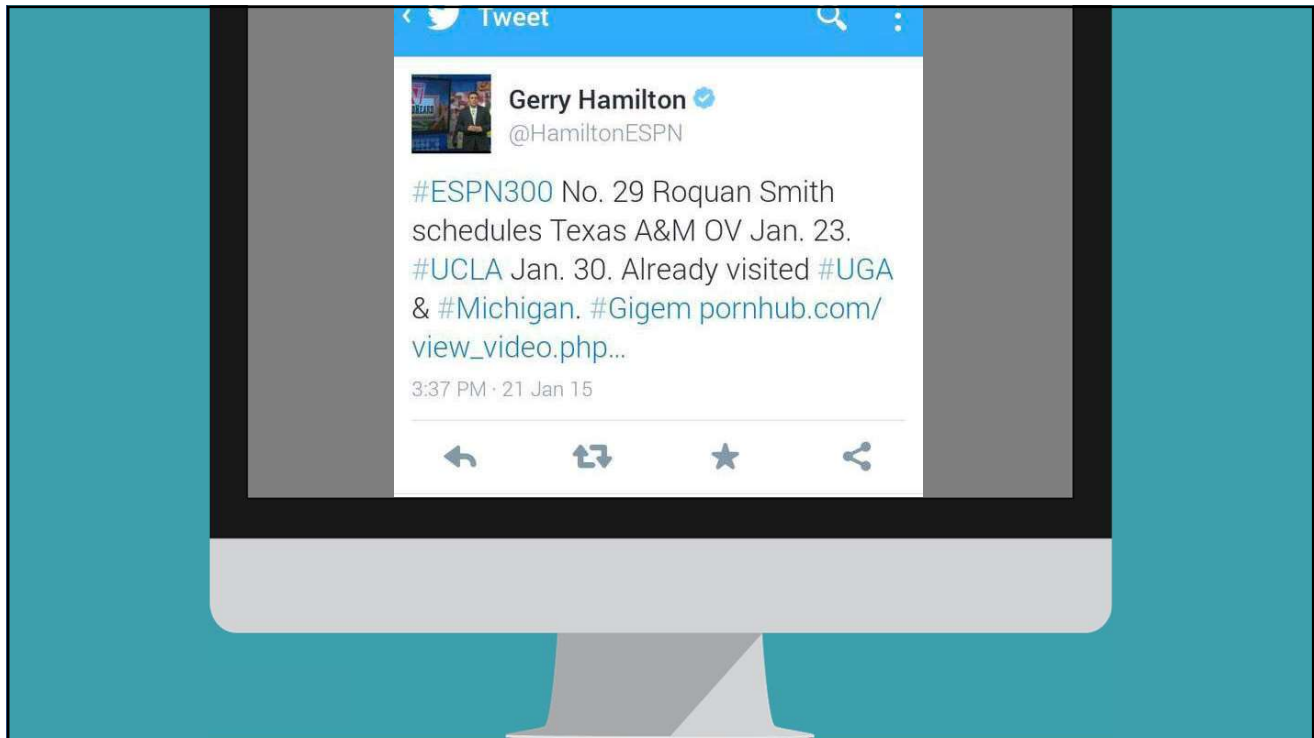 Tweet
Gerry Hamilton
@HamiltonESPN
#ESPN300 No. 29 Roquan Smith
schedules Texas A&M OV Jan. 23.
#UCLA Jan. 30. Already visited #UGA
& #Michigan. #Gigem pornhub.com/
view_video.php...
3:37 PM · 21 Jan 15